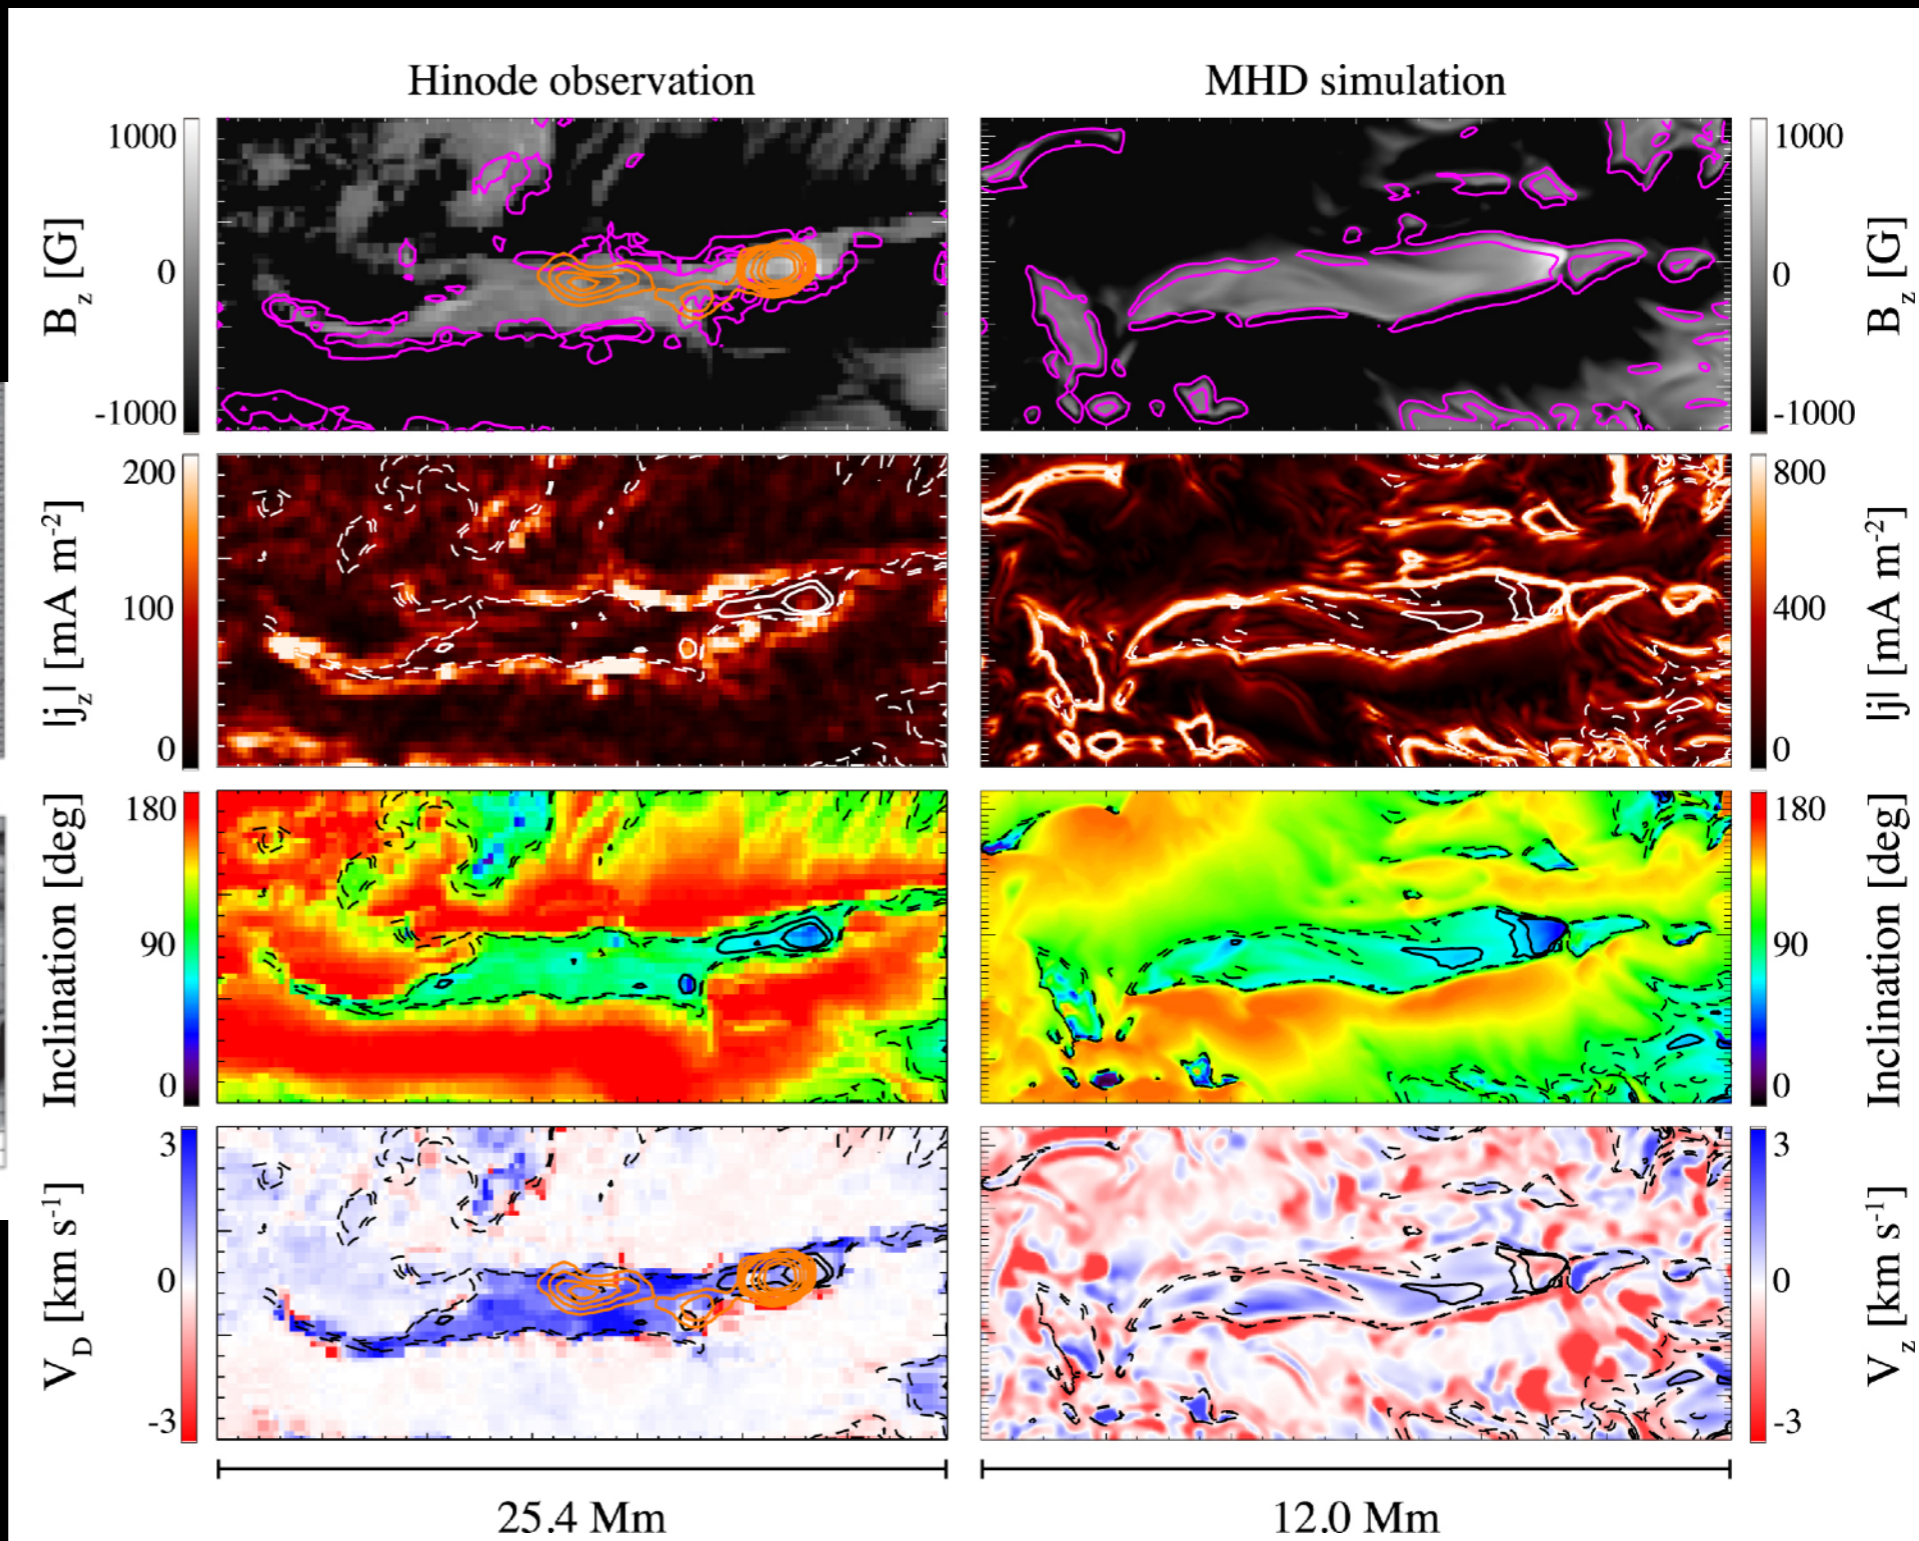 Hinode observation
MHD simulation
1000
0
-1000
B_z [G]
1000
0
-1000
B_z [G]
200
100
0
|j_z| [mA m⁻²]
800
400
0
|j| [mA m⁻²]
180
90
0
Inclination [deg]
180
90
0
Inclination [deg]
3
0
-3
V_D [km s⁻¹]
3
0
-3
V_z [km s⁻¹]
25.4 Mm
12.0 Mm